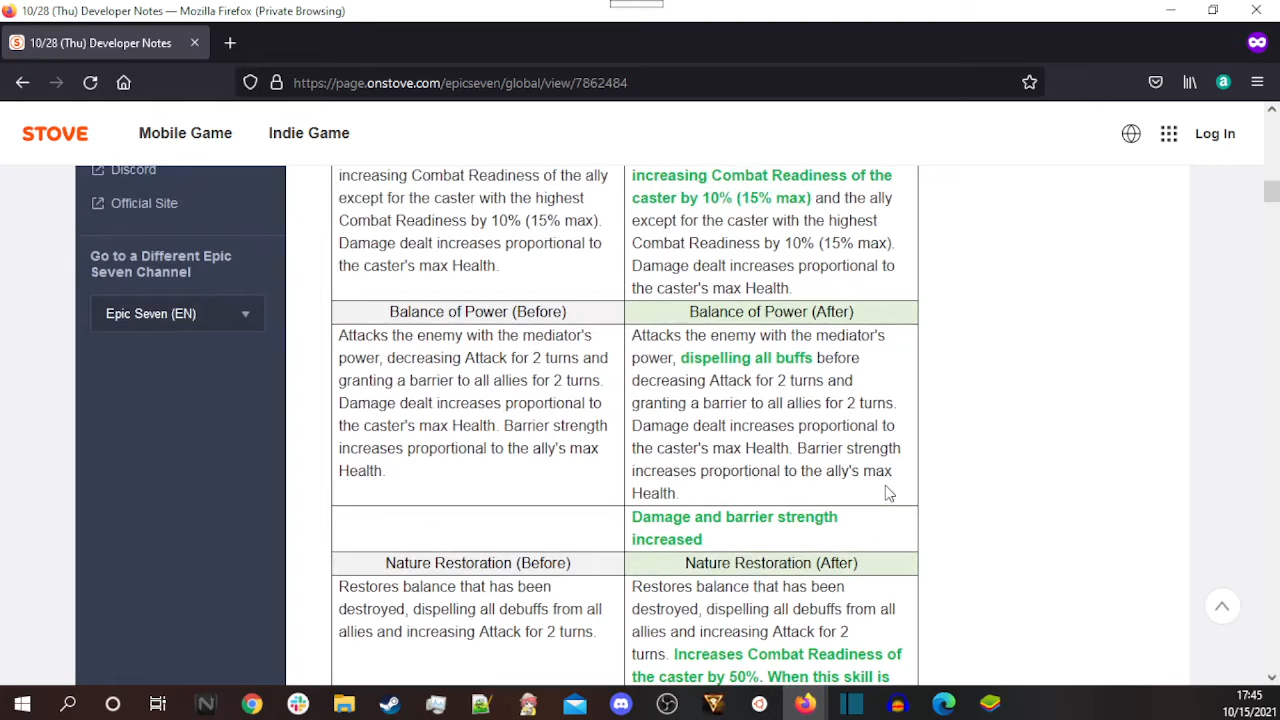 10/28 (Thu) Developer Notes — Mozilla Firefox (Private Browsing)
10/28 (Thu) Developer Notes
https://page.onstove.com/epicseven/global/view/7862484
STOVE
Mobile Game
Indie Game
Log In
Discord
Official Site
Go to a Different Epic
Seven Channel
Epic Seven (EN)
increasing Combat Readiness of the ally
except for the caster with the highest
Combat Readiness by 10% (15% max).
Damage dealt increases proportional to
the caster's max Health.
increasing Combat Readiness of the
caster by 10% (15% max) and the ally
except for the caster with the highest
Combat Readiness by 10% (15% max).
Damage dealt increases proportional to
the caster's max Health.
Balance of Power (Before)
Balance of Power (After)
Attacks the enemy with the mediator's
power, decreasing Attack for 2 turns and
granting a barrier to all allies for 2 turns.
Damage dealt increases proportional to
the caster's max Health. Barrier strength
increases proportional to the ally's max
Health.
Attacks the enemy with the mediator's
power, dispelling all buffs before
decreasing Attack for 2 turns and
granting a barrier to all allies for 2 turns.
Damage dealt increases proportional to
the caster's max Health. Barrier strength
increases proportional to the ally's max
Health.
Damage and barrier strength
increased
Nature Restoration (Before)
Nature Restoration (After)
Restores balance that has been
destroyed, dispelling all debuffs from all
allies and increasing Attack for 2 turns.
Restores balance that has been
destroyed, dispelling all debuffs from all
allies and increasing Attack for 2
turns. Increases Combat Readiness of
the caster by 50%. When this skill is
17:45
10/15/2021